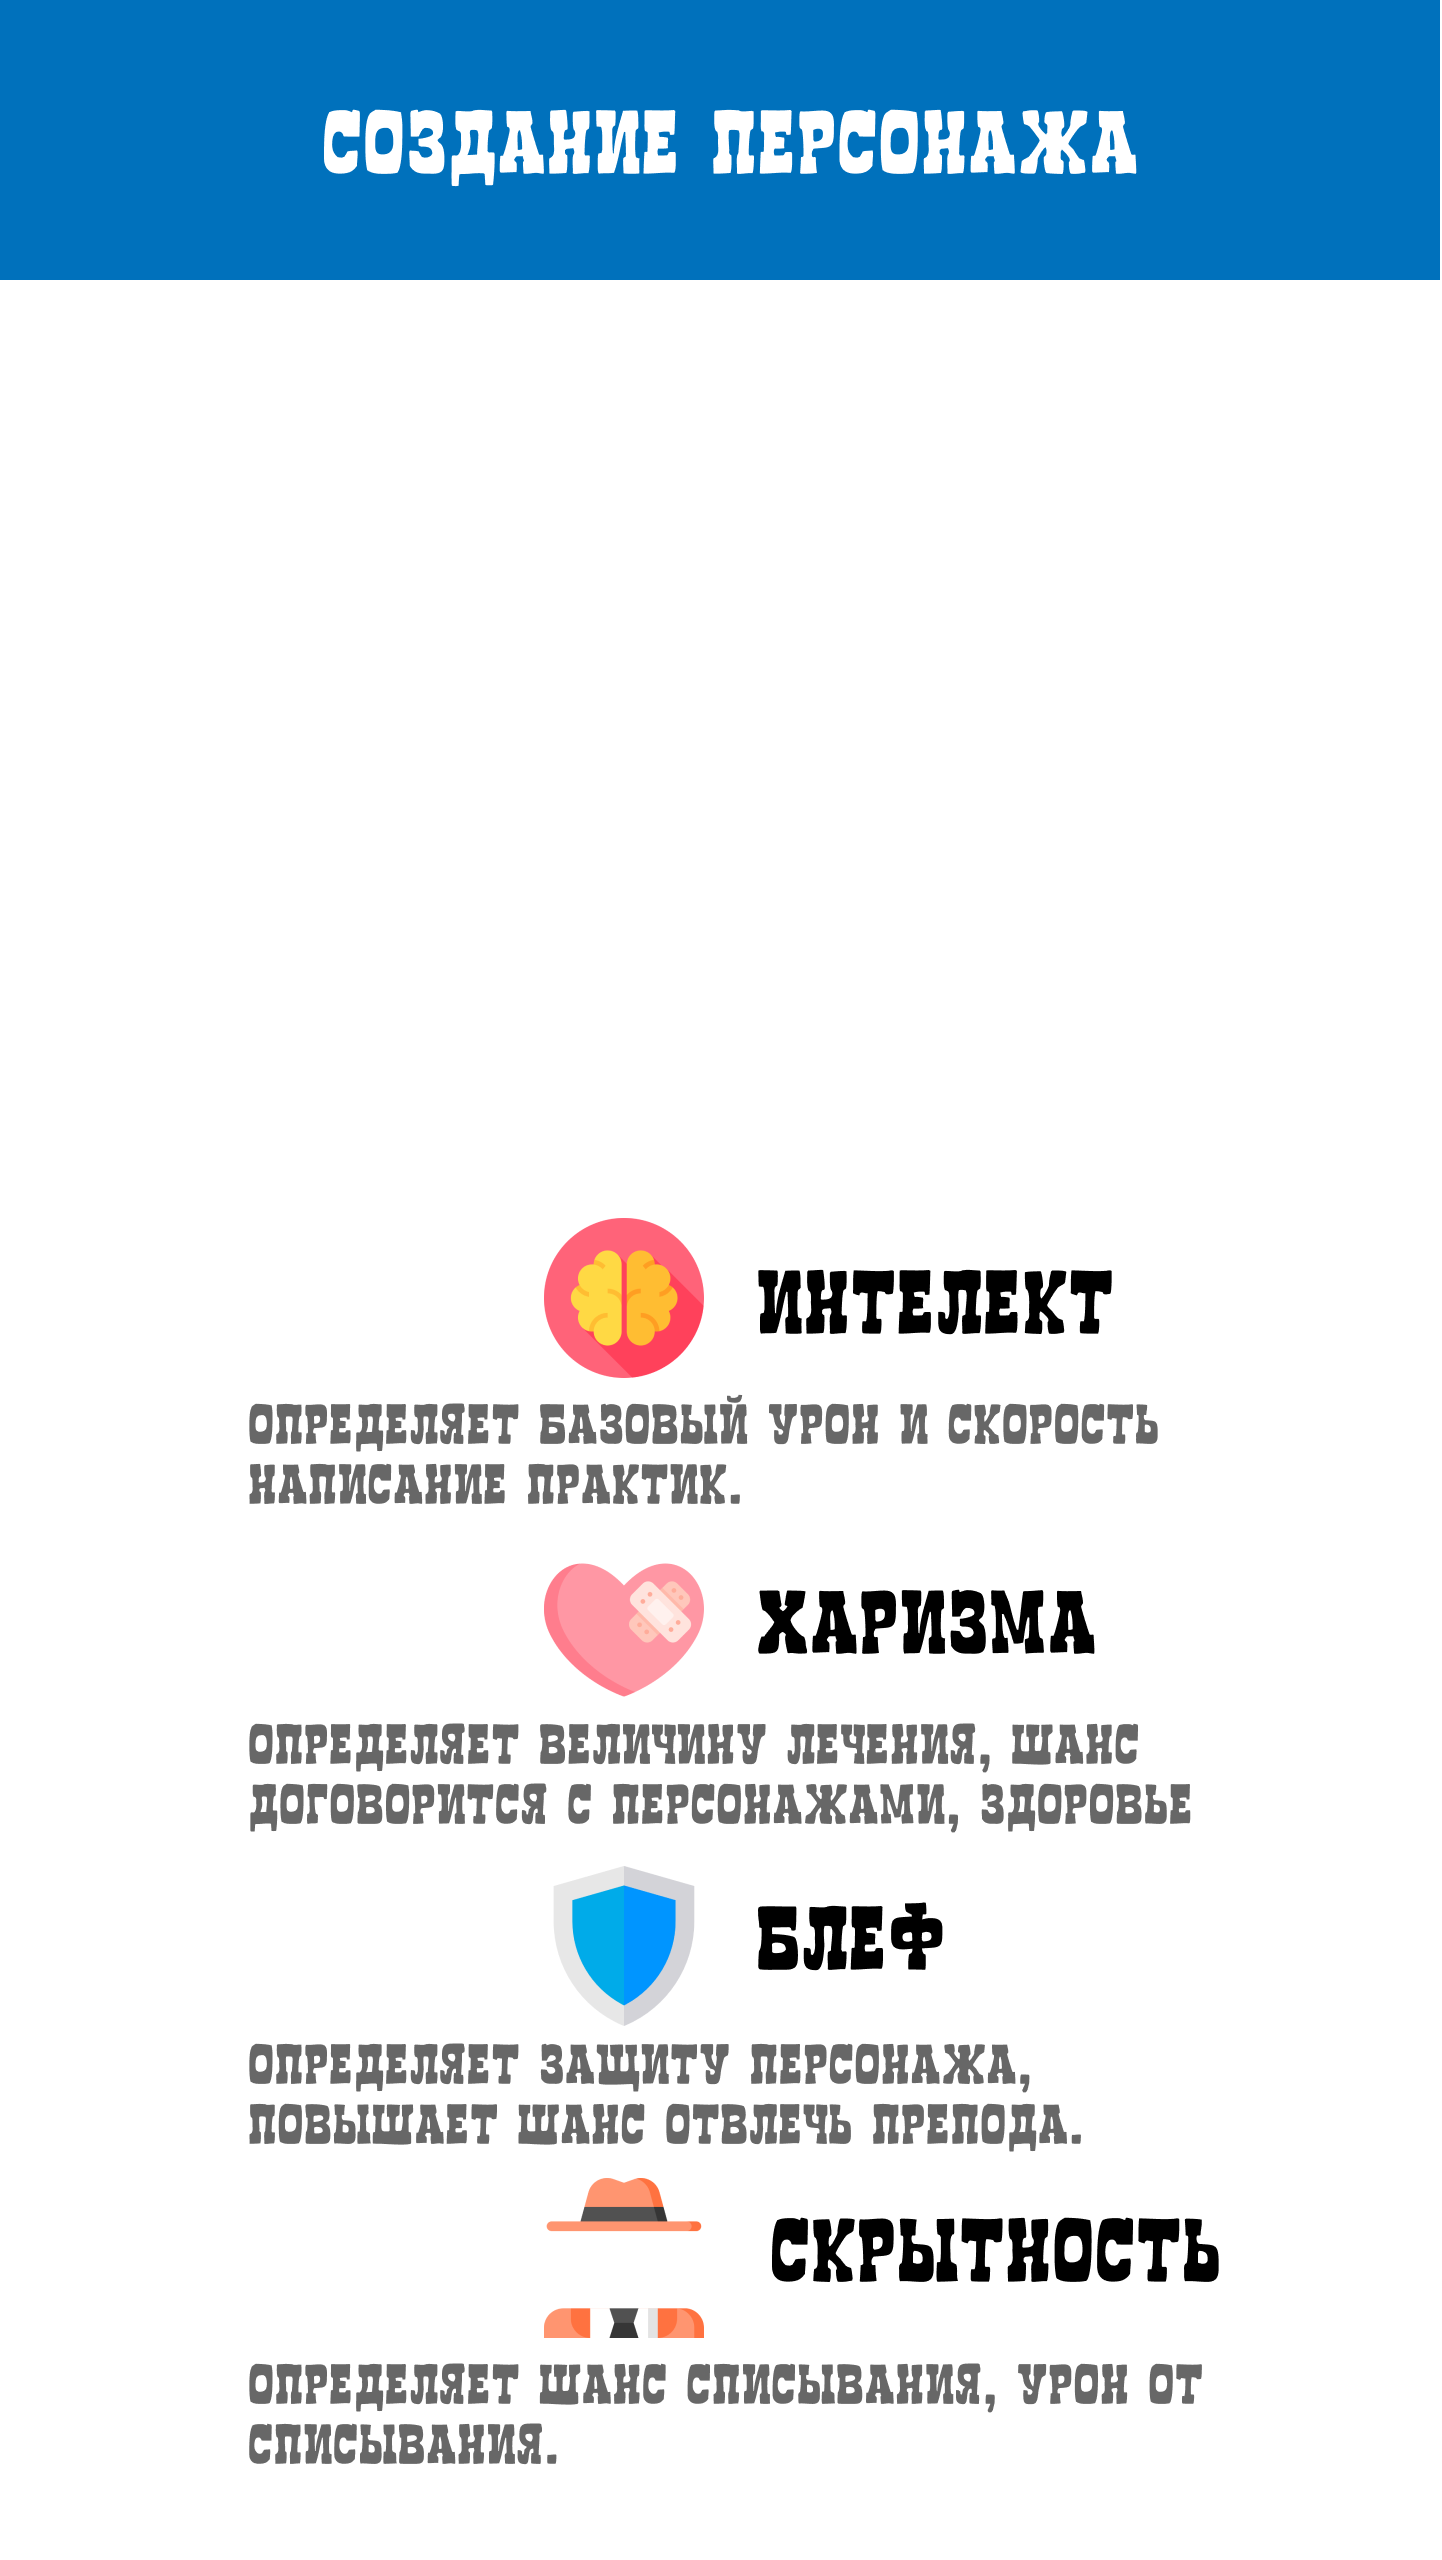 СОЗДАНИЕ ПЕРСОНАЖА
ИНТЕЛЕКТ
ОПРЕДЕЛЯЕТ БАЗОВЫЙ УРОН И СКОРОСТЬ
НАПИСАНИЕ ПРАКТИК.
ХАРИЗМА
ОПРЕДЕЛЯЕТ ВЕЛИЧИНУ ЛЕЧЕНИЯ, ШАНС
ДОГОВОРИТСЯ С ПЕРСОНАЖАМИ, ЗДОРОВЬЕ
БЛЕФ
ОПРЕДЕЛЯЕТ ЗАЩИТУ ПЕРСОНАЖА,
ПОВЫШАЕТ ШАНС ОТВЛЕЧЬ ПРЕПОДА.
СКРЫТНОСТЬ
ОПРЕДЕЛЯЕТ ШАНС СПИСЫВАНИЯ, УРОН ОТ
СПИСЫВАНИЯ.